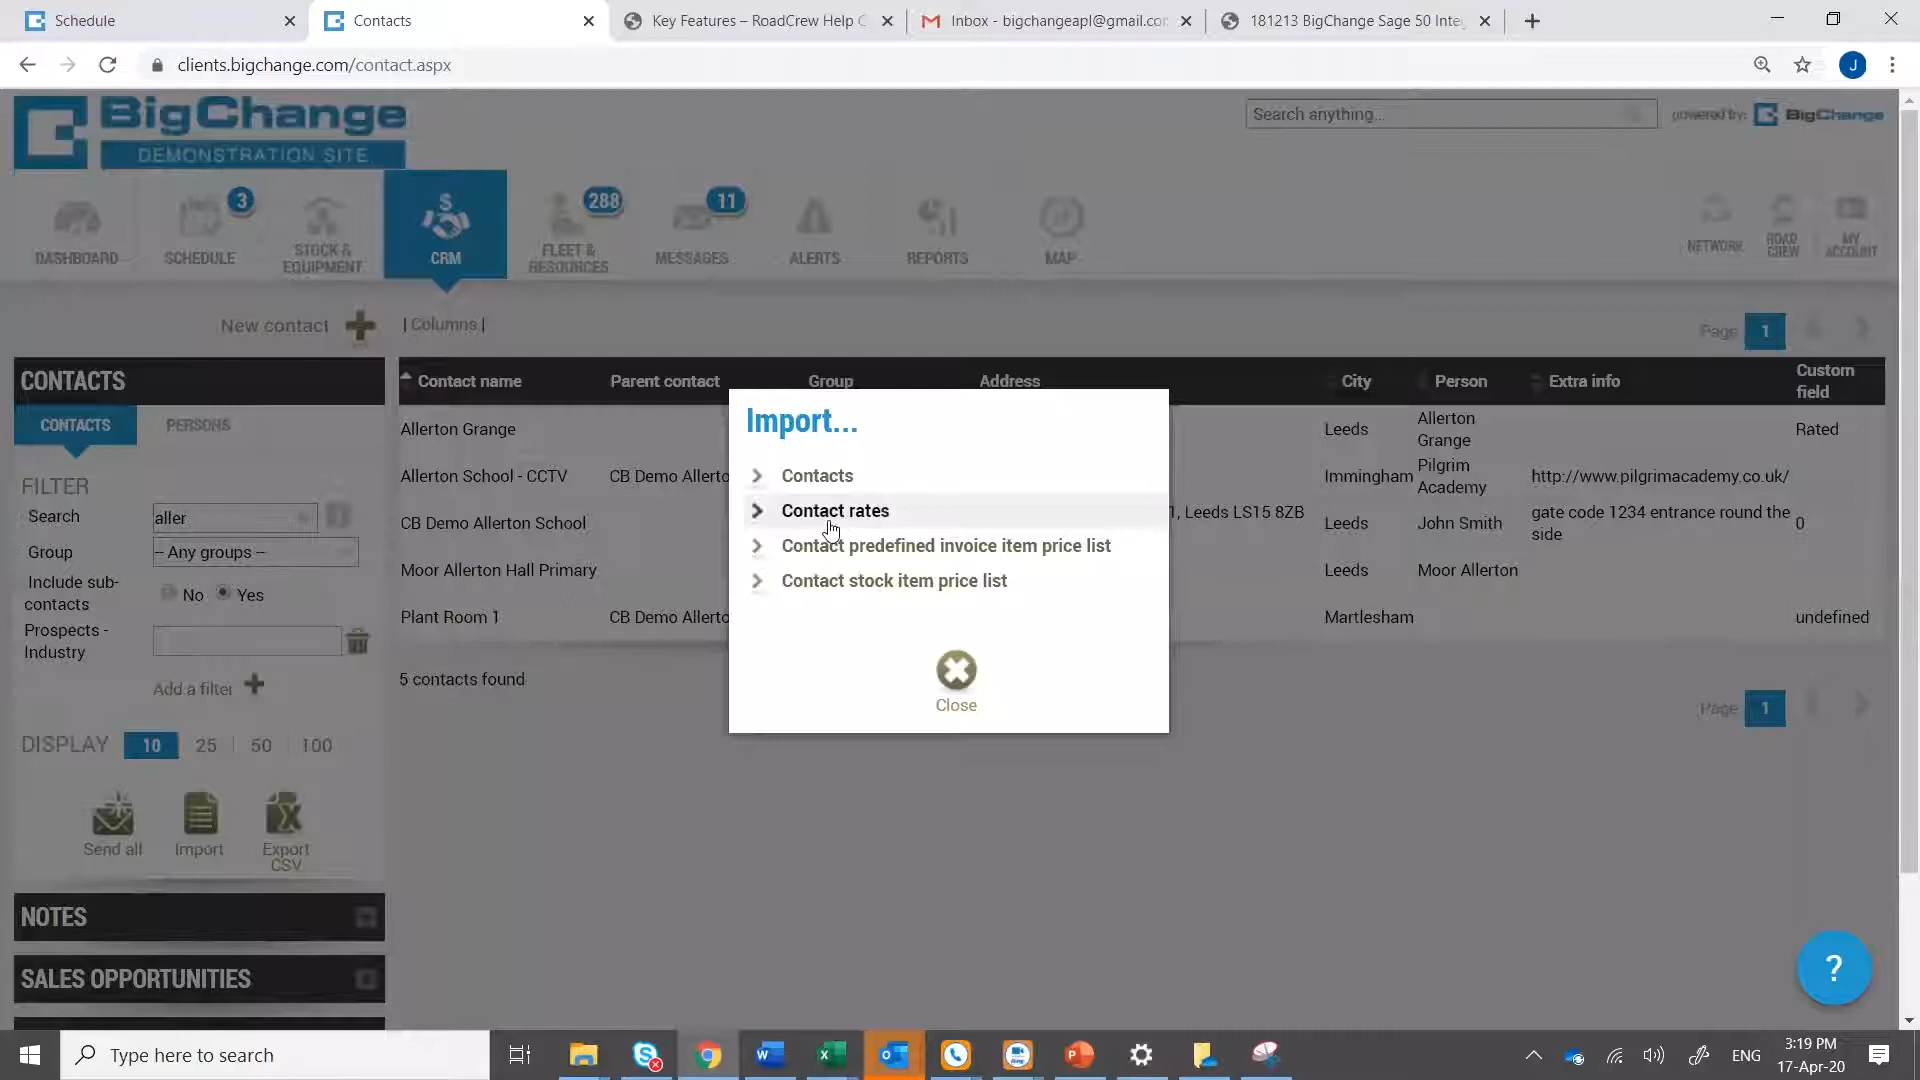 Schedule
Contacts
Key Features – RoadCrew Help C
Inbox - bigchangeapl@gmail.co
181213 BigChange Sage 50 Inte
clients.bigchange.com/contact.aspx
J
BigChange
DEMONSTRATION SITE
Search anything...
powered by: BigChange
DASHBOARD
3
SCHEDULE
STOCK & EQUIPMENT
$
CRM
288
FLEET & RESOURCES
11
MESSAGES
ALERTS
REPORTS
MAP
NETWORK
ROAD CREW
MY ACCOUNT
New contact
| Columns |
Page 1
CONTACTS
CONTACTS
PERSONS
FILTER
Search
aller
Group
-- Any groups --
Include sub-contacts
No
Yes
Prospects - Industry
Add a filter
DISPLAY 10 25 50 100
Send all
Import
Export CSV
NOTES
SALES OPPORTUNITIES
Contact name
Parent contact
Group
Address
City
Person
Extra info
Custom field
Allerton Grange
Leeds
Allerton Grange
Rated
Allerton School - CCTV
CB Demo Allerto
Immingham
Pilgrim Academy
http://www.pilgrimacademy.co.uk/
CB Demo Allerton School
1, Leeds LS15 8ZB
Leeds
John Smith
gate code 1234 entrance round the side
0
Moor Allerton Hall Primary
Leeds
Moor Allerton
Plant Room 1
CB Demo Allerto
Martlesham
undefined
5 contacts found
Page 1
Import...
Contacts
Contact rates
Contact predefined invoice item price list
Contact stock item price list
Close
?
Type here to search
ENG
3:19 PM
17-Apr-20